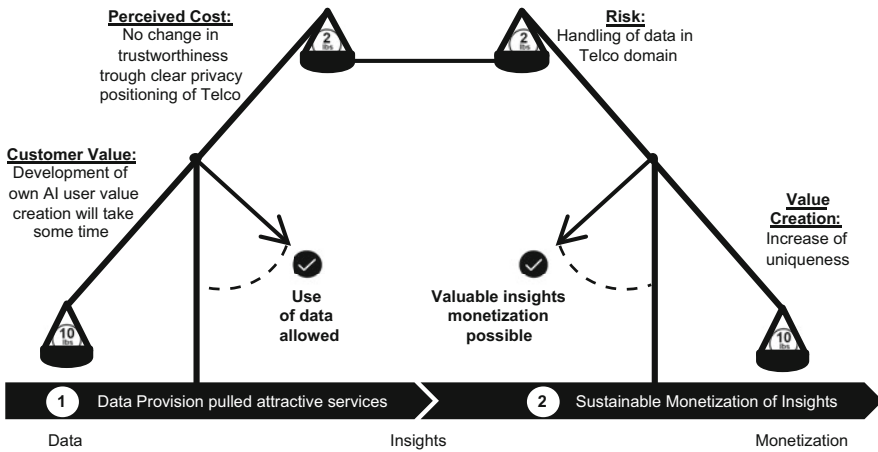 Perceived Cost:
No change in
trustworthiness
trough clear privacy
positioning of Telco
2
lbs
2
lbs
Risk:
Handling of data in
Telco domain
Customer Value:
Development of
own AI user value
creation will take
some time
Value
Creation:
Increase of
uniqueness
10
lbs
Use
of data
allowed
Valuable insights
monetization
possible
10
lbs
1 Data Provision pulled attractive services
2 Sustainable Monetization of Insights
Data
Insights
Monetization